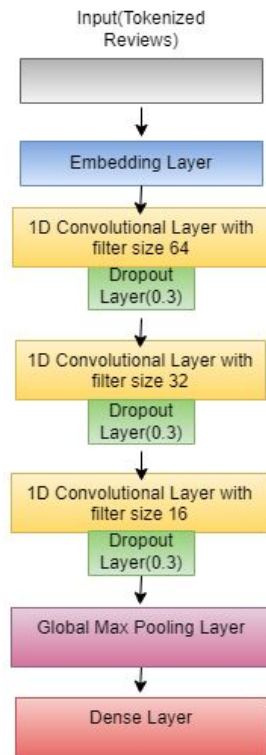 Input(Tokenized
Reviews)
Embedding Layer
1D Convolutional Layer with
filter size 64
Dropout
Layer(0.3)
1D Convolutional Layer with
filter size 32
Dropout
Layer(0.3)
1D Convolutional Layer with
filter size 16
Dropout
Layer(0.3)
Global Max Pooling Layer
Dense Layer